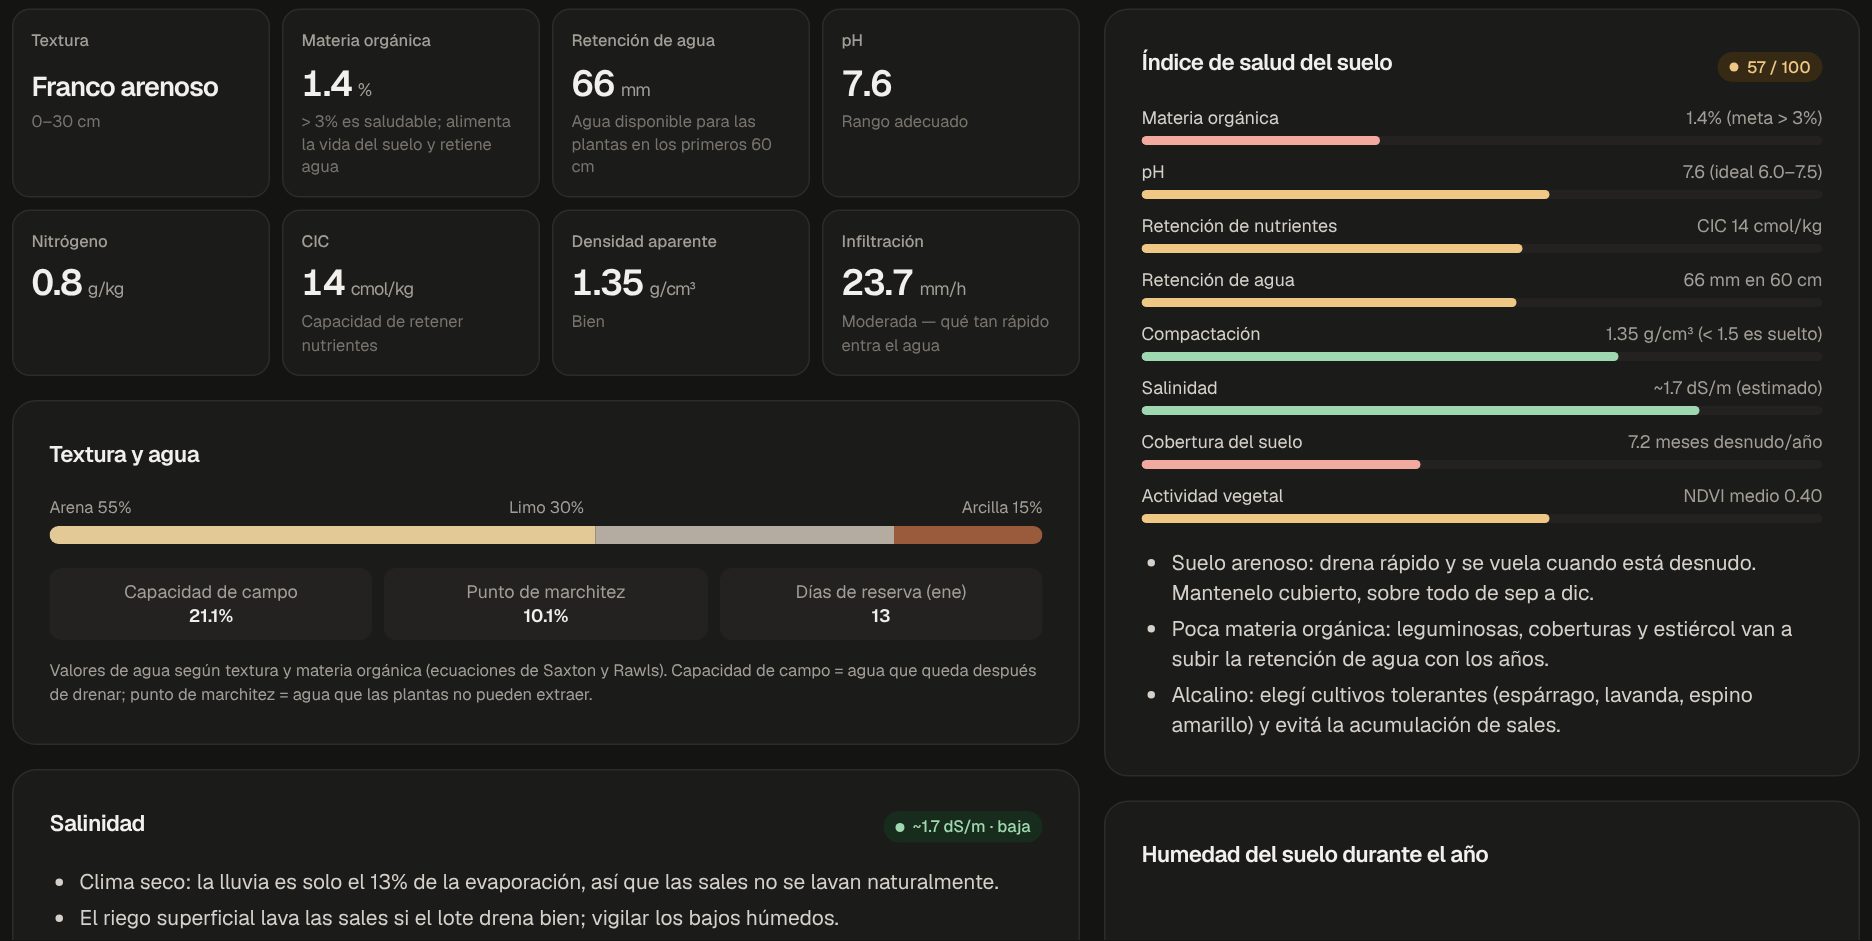 Textura
Franco arenoso
0–30 cm
Materia orgánica
1.4 %
> 3% es saludable; alimenta
la vida del suelo y retiene
agua
Retención de agua
66 mm
Agua disponible para las
plantas en los primeros 60
cm
pH
7.6
Rango adecuado
Nitrógeno
0.8 g/kg
CIC
14 cmol/kg
Capacidad de retener
nutrientes
Densidad aparente
1.35 g/cm³
Bien
Infiltración
23.7 mm/h
Moderada — qué tan rápido
entra el agua
Textura y agua
Arena 55% Limo 30% Arcilla 15%
Capacidad de campo
21.1%
Punto de marchitez
10.1%
Días de reserva (ene)
13
Valores de agua según textura y materia orgánica (ecuaciones de Saxton y Rawls). Capacidad de campo = agua que queda después
de drenar; punto de marchitez = agua que las plantas no pueden extraer.
Salinidad
~1.7 dS/m · baja
• Clima seco: la lluvia es solo el 13% de la evaporación, así que las sales no se lavan naturalmente.
• El riego superficial lava las sales si el lote drena bien; vigilar los bajos húmedos.
Índice de salud del suelo
57 / 100
Materia orgánica 1.4% (meta > 3%)
pH 7.6 (ideal 6.0–7.5)
Retención de nutrientes CIC 14 cmol/kg
Retención de agua 66 mm en 60 cm
Compactación 1.35 g/cm³ (< 1.5 es suelto)
Salinidad ~1.7 dS/m (estimado)
Cobertura del suelo 7.2 meses desnudo/año
Actividad vegetal NDVI medio 0.40
• Suelo arenoso: drena rápido y se vuela cuando está desnudo.
Mantenelo cubierto, sobre todo de sep a dic.
• Poca materia orgánica: leguminosas, coberturas y estiércol van a
subir la retención de agua con los años.
• Alcalino: elegí cultivos tolerantes (espárrago, lavanda, espino
amarillo) y evitá la acumulación de sales.
Humedad del suelo durante el año